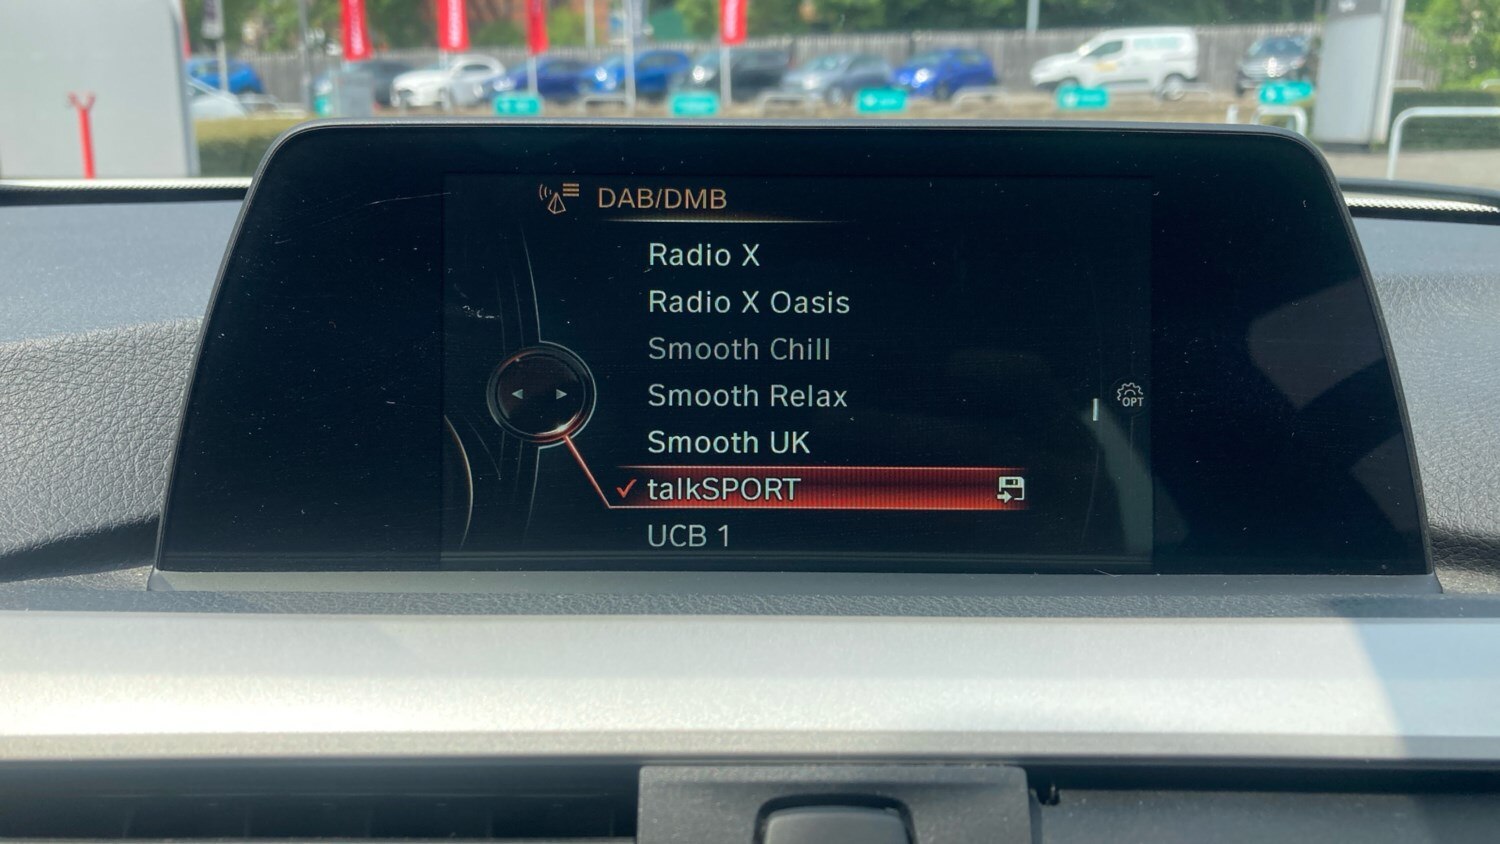 DAB/DMB
Radio X
Radio X Oasis
Smooth Chill
Smooth Relax
OPT
Smooth UK
talkSPORT
UCB 1